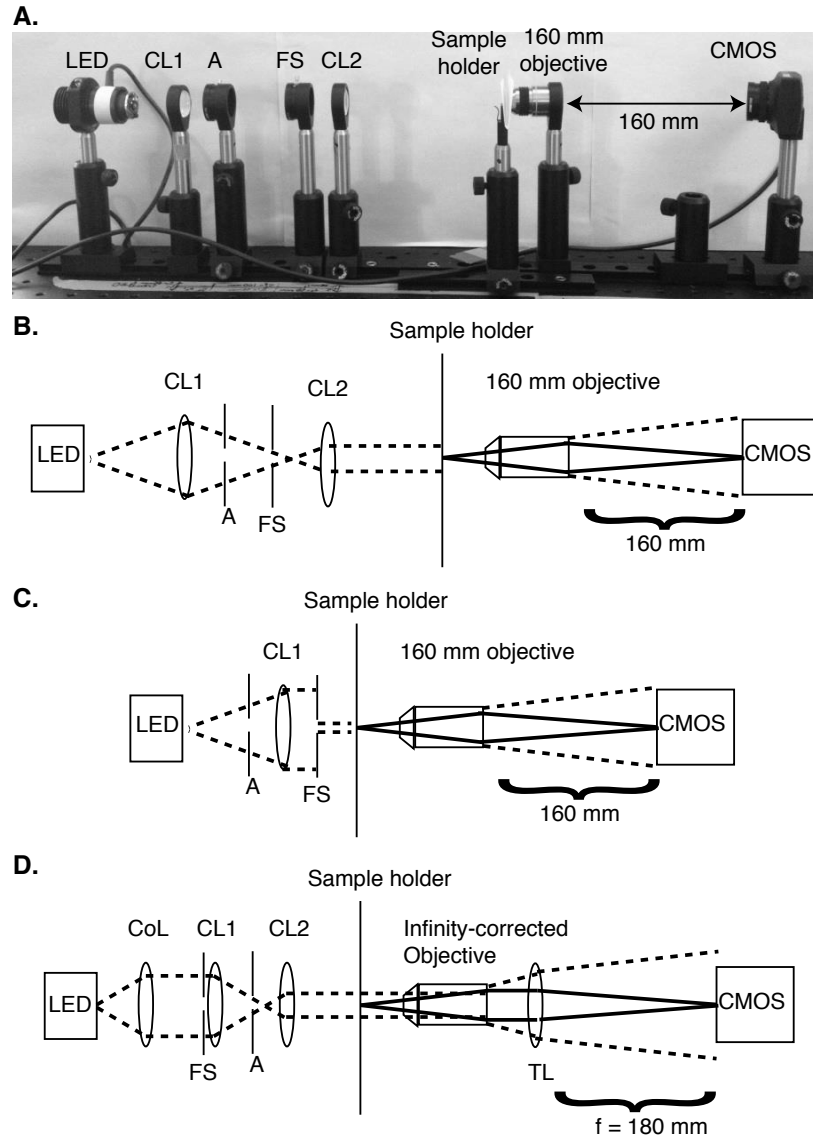 A.
LED CL1 A FS CL2 Sample holder 160 mm objective CMOS
160 mm
B.
Sample holder
CL1 CL2 160 mm objective
LED CMOS
A FS
160 mm
C.
Sample holder
CL1 160 mm objective
LED CMOS
A FS
160 mm
D.
Sample holder
CoL CL1 CL2 Infinity-corrected Objective
LED CMOS
FS A TL
f = 180 mm